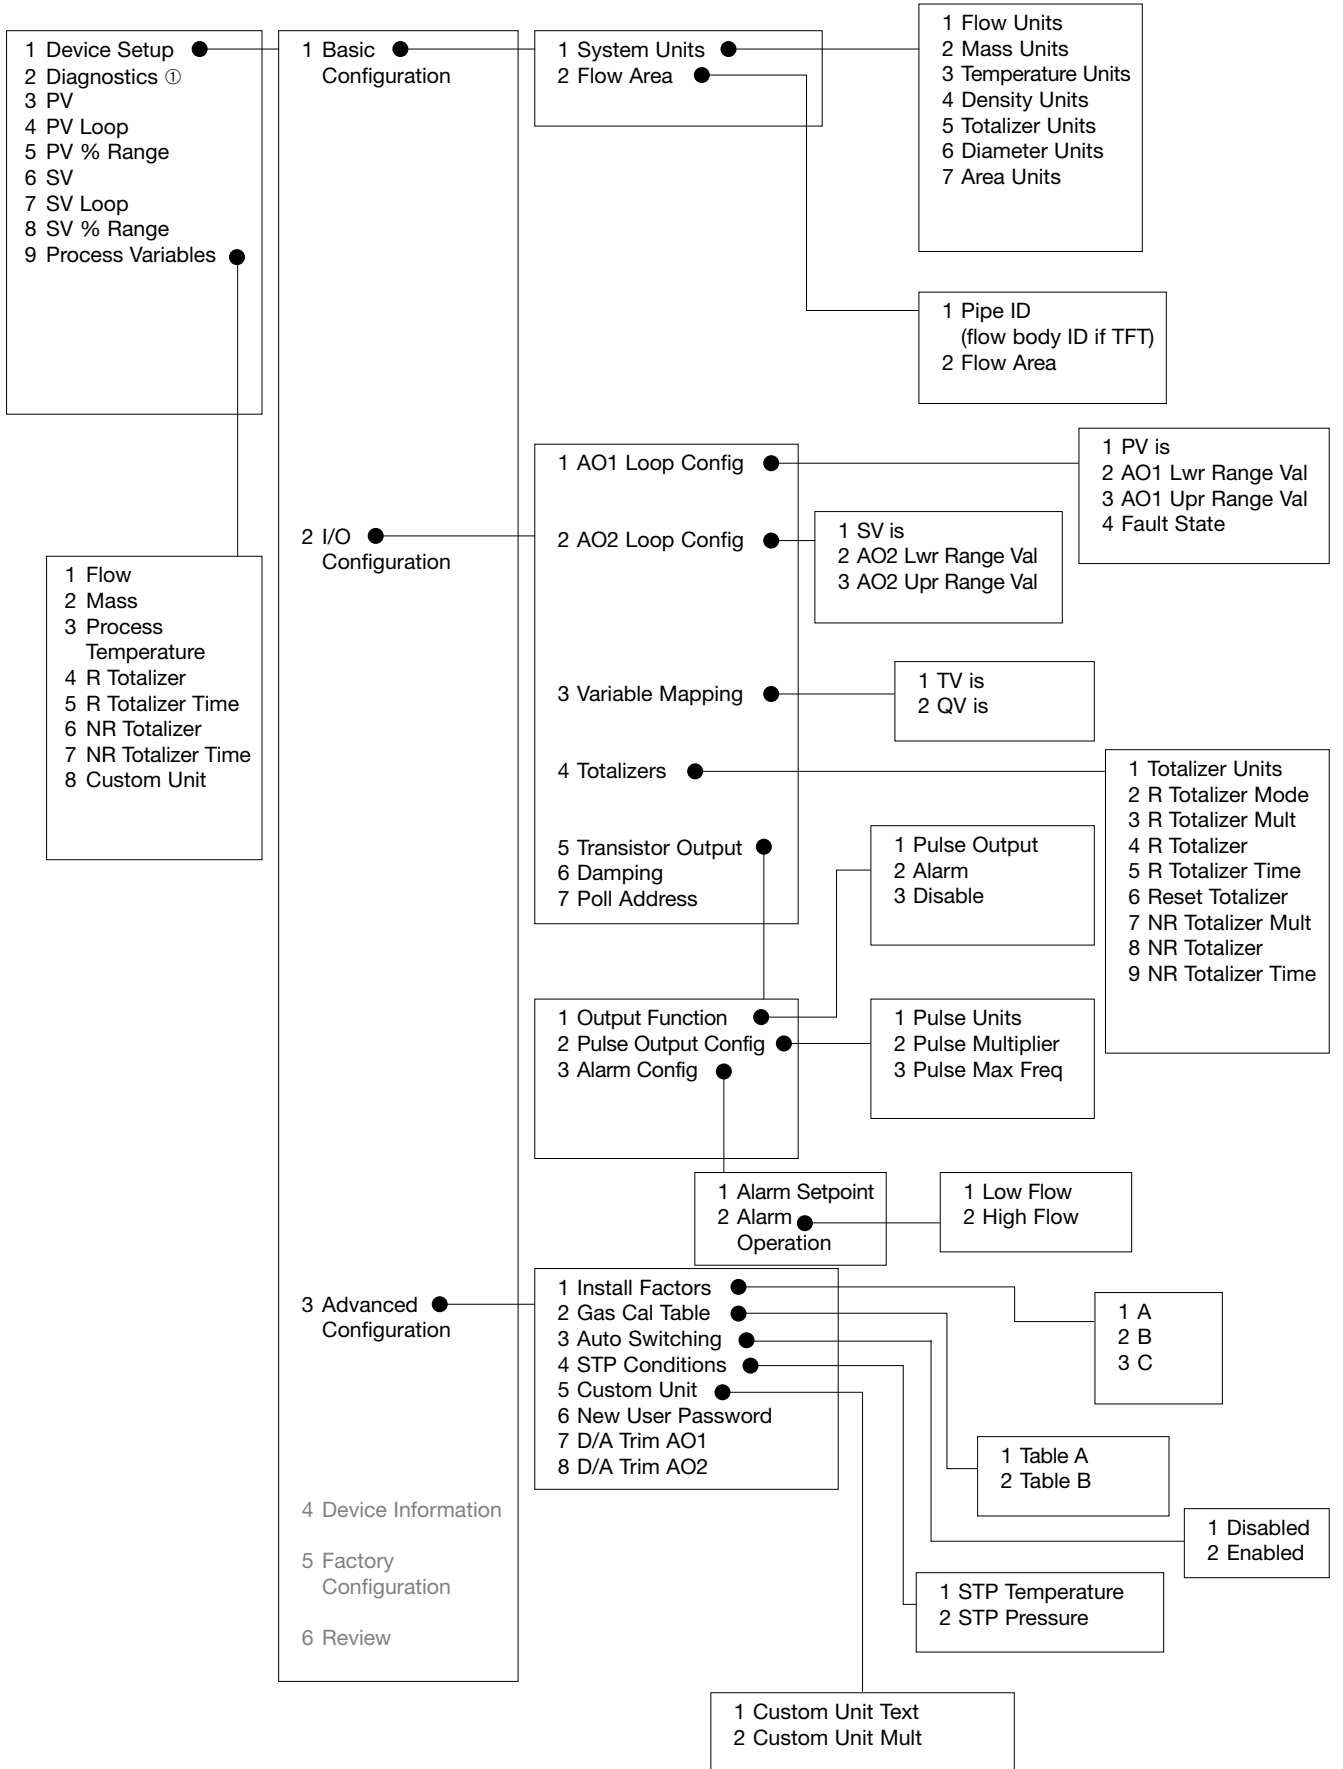 1 Device Setup
2 Diagnostics ①
3 PV
4 PV Loop
5 PV % Range
6 SV
7 SV Loop
8 SV % Range
9 Process Variables
1 Flow
2 Mass
3 Process
Temperature
4 R Totalizer
5 R Totalizer Time
6 NR Totalizer
7 NR Totalizer Time
8 Custom Unit
1 Basic
Configuration
2 I/O
Configuration
3 Advanced
Configuration
4 Device Information
5 Factory
Configuration
6 Review
1 System Units
2 Flow Area
1 Flow Units
2 Mass Units
3 Temperature Units
4 Density Units
5 Totalizer Units
6 Diameter Units
7 Area Units
1 Pipe ID
(flow body ID if TFT)
2 Flow Area
1 AO1 Loop Config
2 AO2 Loop Config
3 Variable Mapping
4 Totalizers
5 Transistor Output
6 Damping
7 Poll Address
1 PV is
2 AO1 Lwr Range Val
3 AO1 Upr Range Val
4 Fault State
1 SV is
2 AO2 Lwr Range Val
3 AO2 Upr Range Val
1 TV is
2 QV is
1 Totalizer Units
2 R Totalizer Mode
3 R Totalizer Mult
4 R Totalizer
5 R Totalizer Time
6 Reset Totalizer
7 NR Totalizer Mult
8 NR Totalizer
9 NR Totalizer Time
1 Pulse Output
2 Alarm
3 Disable
1 Output Function
2 Pulse Output Config
3 Alarm Config
1 Pulse Units
2 Pulse Multiplier
3 Pulse Max Freq
1 Alarm Setpoint
2 Alarm
Operation
1 Low Flow
2 High Flow
1 Install Factors
2 Gas Cal Table
3 Auto Switching
4 STP Conditions
5 Custom Unit
6 New User Password
7 D/A Trim AO1
8 D/A Trim AO2
1 A
2 B
3 C
1 Table A
2 Table B
1 Disabled
2 Enabled
1 STP Temperature
2 STP Pressure
1 Custom Unit Text
2 Custom Unit Mult